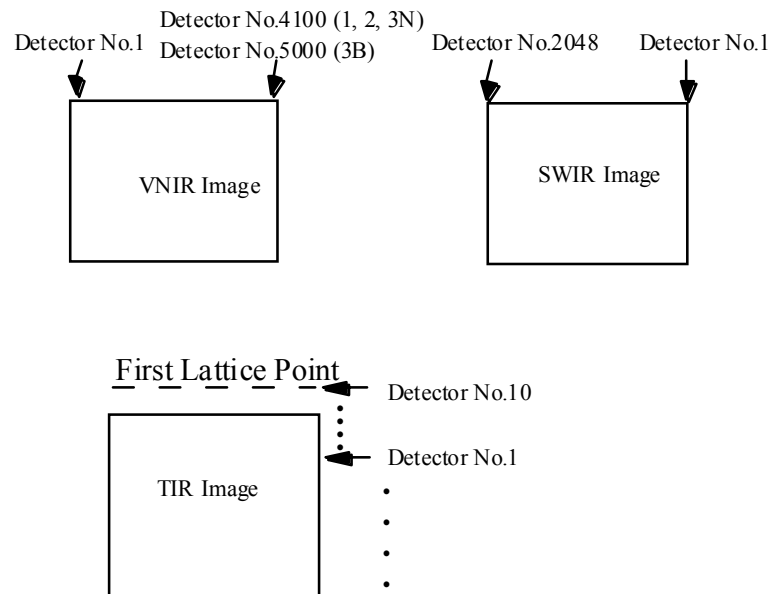 Detector No.4100 (1, 2, 3N)
Detector No.1
Detector No.5000 (3B)
Detector No.2048
Detector No.1
VNIR Image
SWIR Image
First Lattice Point
Detector No.10
Detector No.1
TIR Image